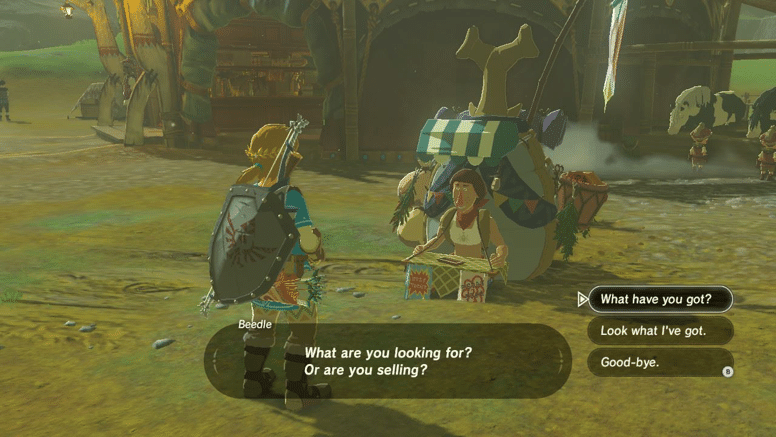 What have you got?
Look what I've got.
Good-bye.
B
Beedle
What are you looking for?
Or are you selling?